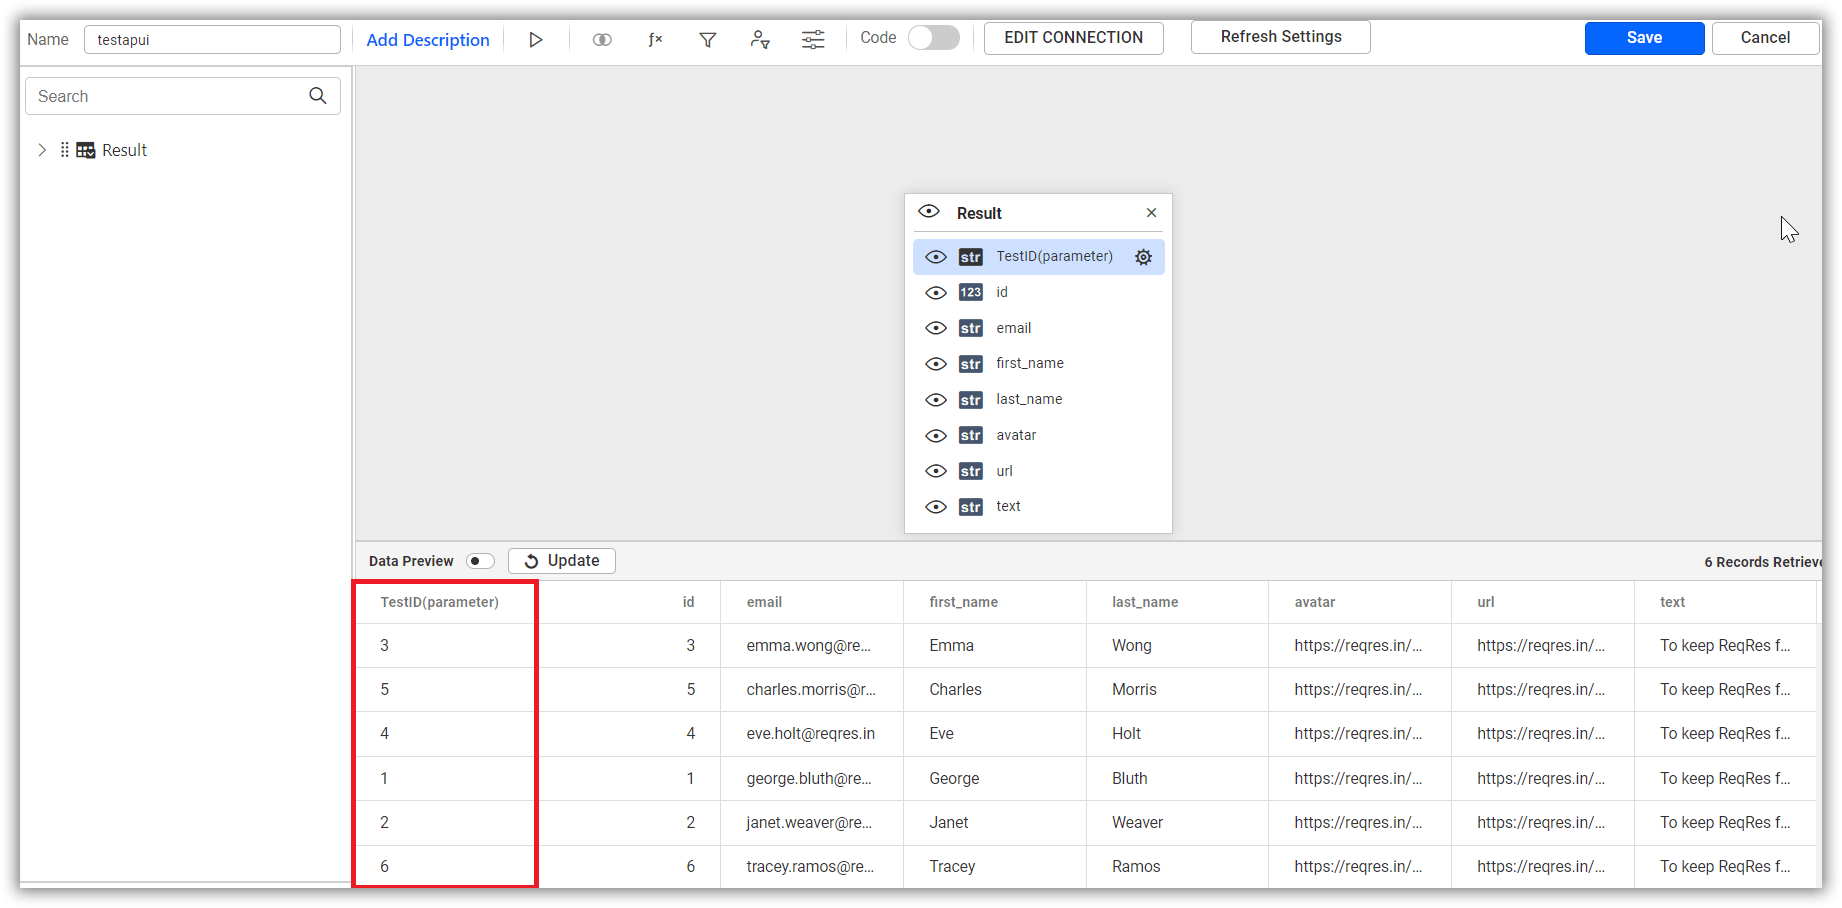 Name testapui Add Description ƒx Code EDIT CONNECTION Refresh Settings Save Cancel
Search
Result
Result
str TestID(parameter)
123 id
str email
str first_name
str last_name
str avatar
str url
str text
Data Preview Update 6 Records Retrieve
TestID(parameter) id email first_name last_name avatar url text
3 3 emma.wong@re... Emma Wong https://reqres.in/... https://reqres.in/... To keep ReqRes f...
5 5 charles.morris@r... Charles Morris https://reqres.in/... https://reqres.in/... To keep ReqRes f...
4 4 eve.holt@reqres.in Eve Holt https://reqres.in/... https://reqres.in/... To keep ReqRes f...
1 1 george.bluth@re... George Bluth https://reqres.in/... https://reqres.in/... To keep ReqRes f...
2 2 janet.weaver@re... Janet Weaver https://reqres.in/... https://reqres.in/... To keep ReqRes f...
6 6 tracey.ramos@re... Tracey Ramos https://reqres.in/... https://reqres.in/... To keep ReqRes f...